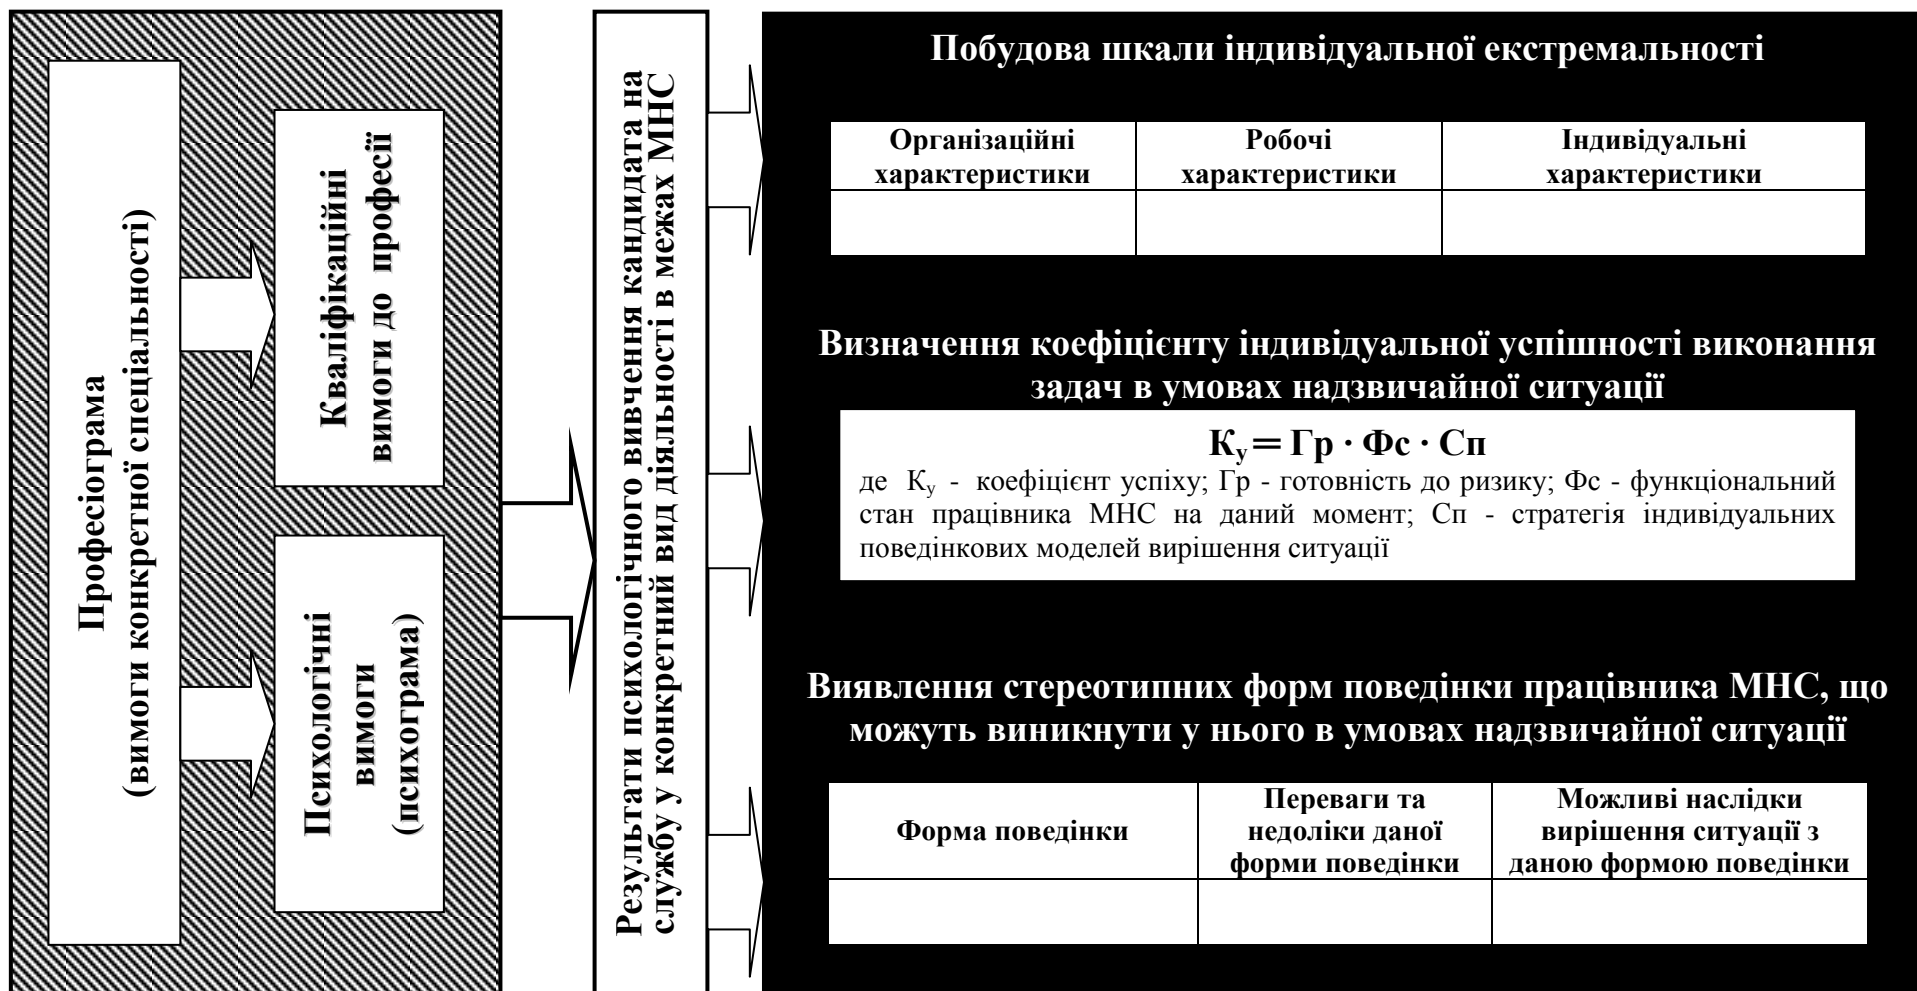 Професіограма
(вимоги конкретної спеціальності)
Кваліфікаційні
вимоги до професії
Психологічні
вимоги
(психограма)
Результати психологічного вивчення кандидата на
службу у конкретний вид діяльності в межах МНС
Побудова шкали індивідуальної екстремальності
Організаційні
характеристики
Робочі
характеристики
Індивідуальні
характеристики
Визначення коефіцієнту індивідуальної успішності виконання
задач в умовах надзвичайної ситуації
Kᵧ = Гр · Фс · Сп
де Kᵧ - коефіцієнт успіху; Гр - готовність до ризику; Фс - функціональний
стан працівника МНС на даний момент; Сп - стратегія індивідуальних
поведінкових моделей вирішення ситуації
Виявлення стереотипних форм поведінки працівника МНС, що
можуть виникнути у нього в умовах надзвичайної ситуації
Форма поведінки
Переваги та
недоліки даної
форми поведінки
Можливі наслідки
вирішення ситуації з
даною формою поведінки